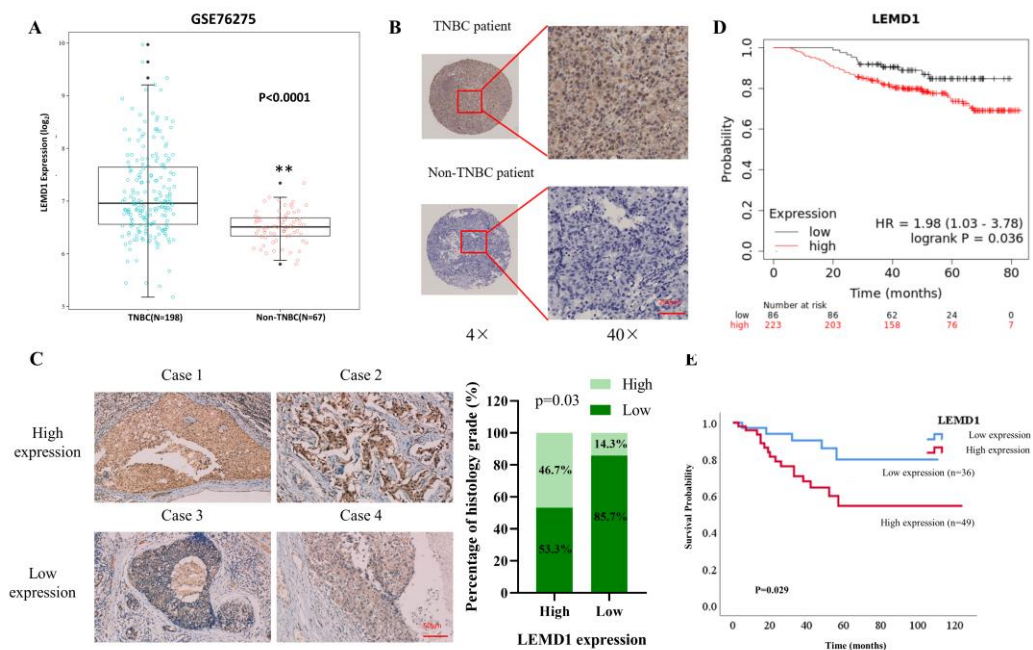 GSE76275
A
LEMD1 Expression (log2)
10
9
8
7
6
5
P<0.0001
**
TNBC(N=198)
Non-TNBC(N=67)
B
TNBC patient
Non-TNBC patient
4×
40×
D
LEMD1
Probability
1.0
0.8
0.6
0.4
0.2
0.0
Expression
low
high
HR = 1.98 (1.03 - 3.78)
logrank P = 0.036
0 20 40 60 80
Time (months)
Number at risk
low 86 86 62 24 0
high 223 203 158 76 7
C
Case 1
Case 2
High
expression
Case 3
Case 4
Low
expression
Percentage of histology grade (%)
High
Low
p=0.03
120
100
80
60
40
20
0
46.7%
53.3%
14.3%
85.7%
High
Low
LEMD1 expression
E
Survival Probability
1.0
0.8
0.6
0.4
0.2
0.0
LEMD1
Low expression
High expression
Low expression (n=36)
High expression (n=49)
P=0.029
0 20 40 60 80 100 120
Time (months)